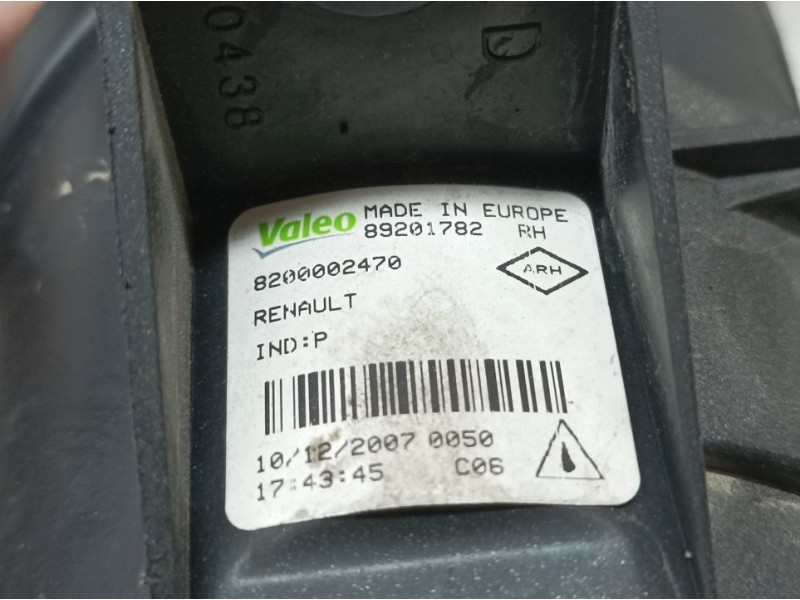 0438
D
Valeo MADE IN EUROPE
89201782 RH
8200002470 ARH
RENAULT
IND:P
10/12/2007 0050
17:43:45 C06